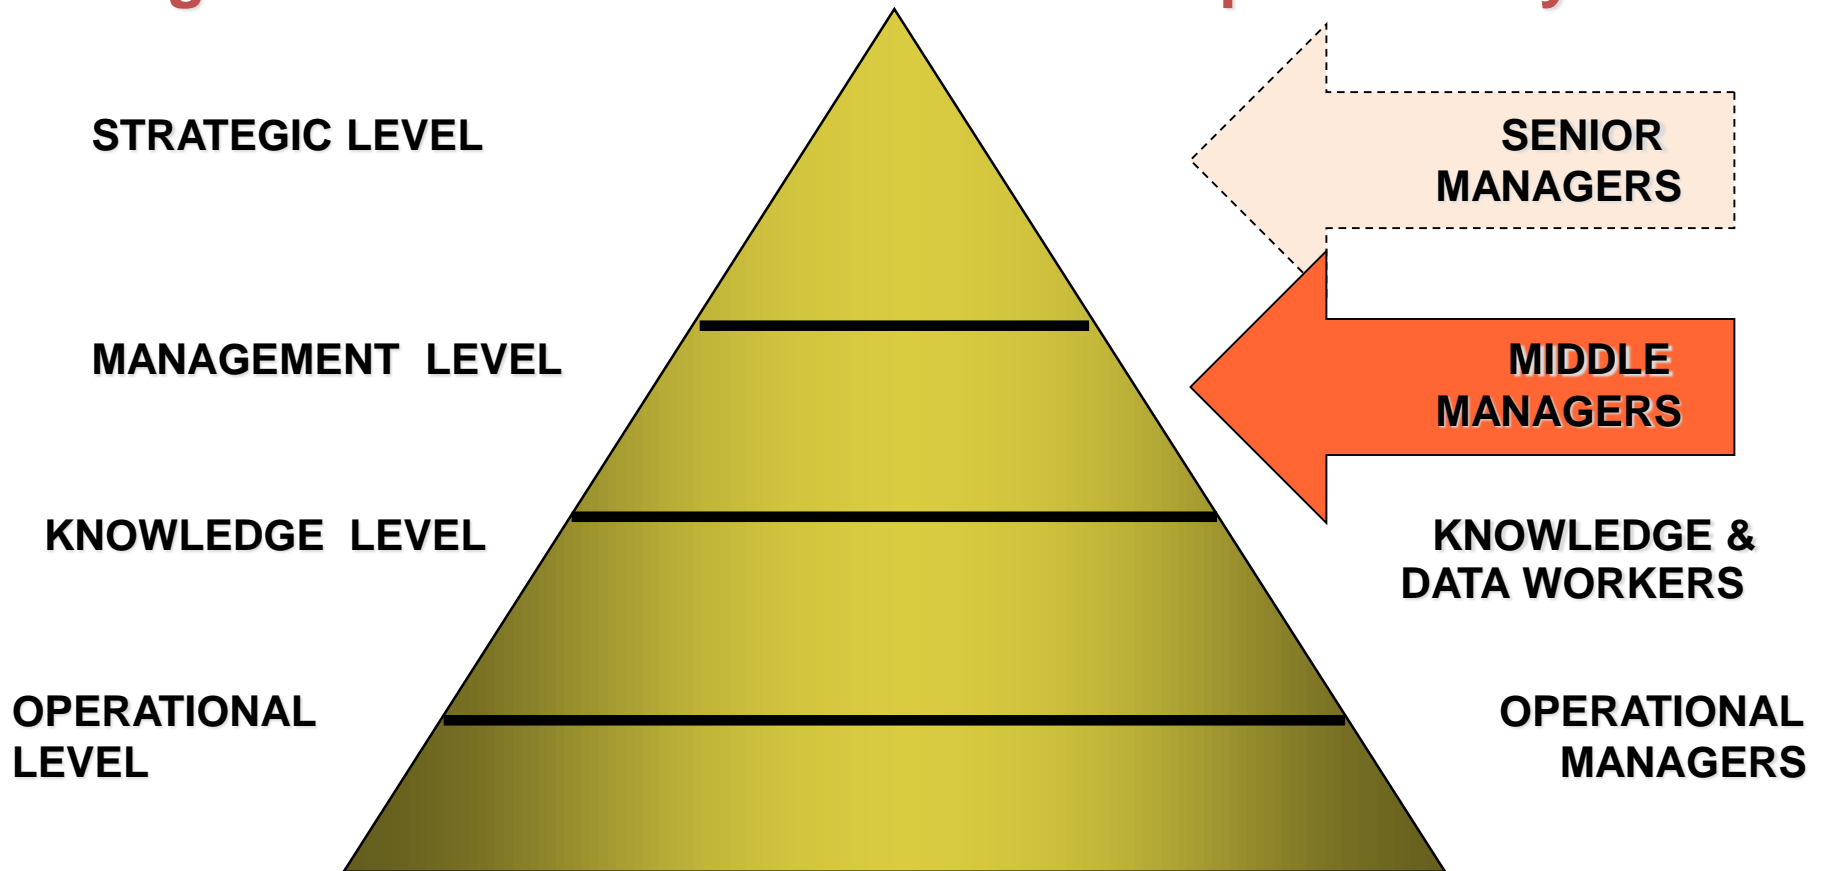 STRATEGIC LEVEL
SENIOR
MANAGERS
MANAGEMENT LEVEL
MIDDLE
MANAGERS
KNOWLEDGE LEVEL
KNOWLEDGE &
DATA WORKERS
OPERATIONAL
LEVEL
OPERATIONAL
MANAGERS